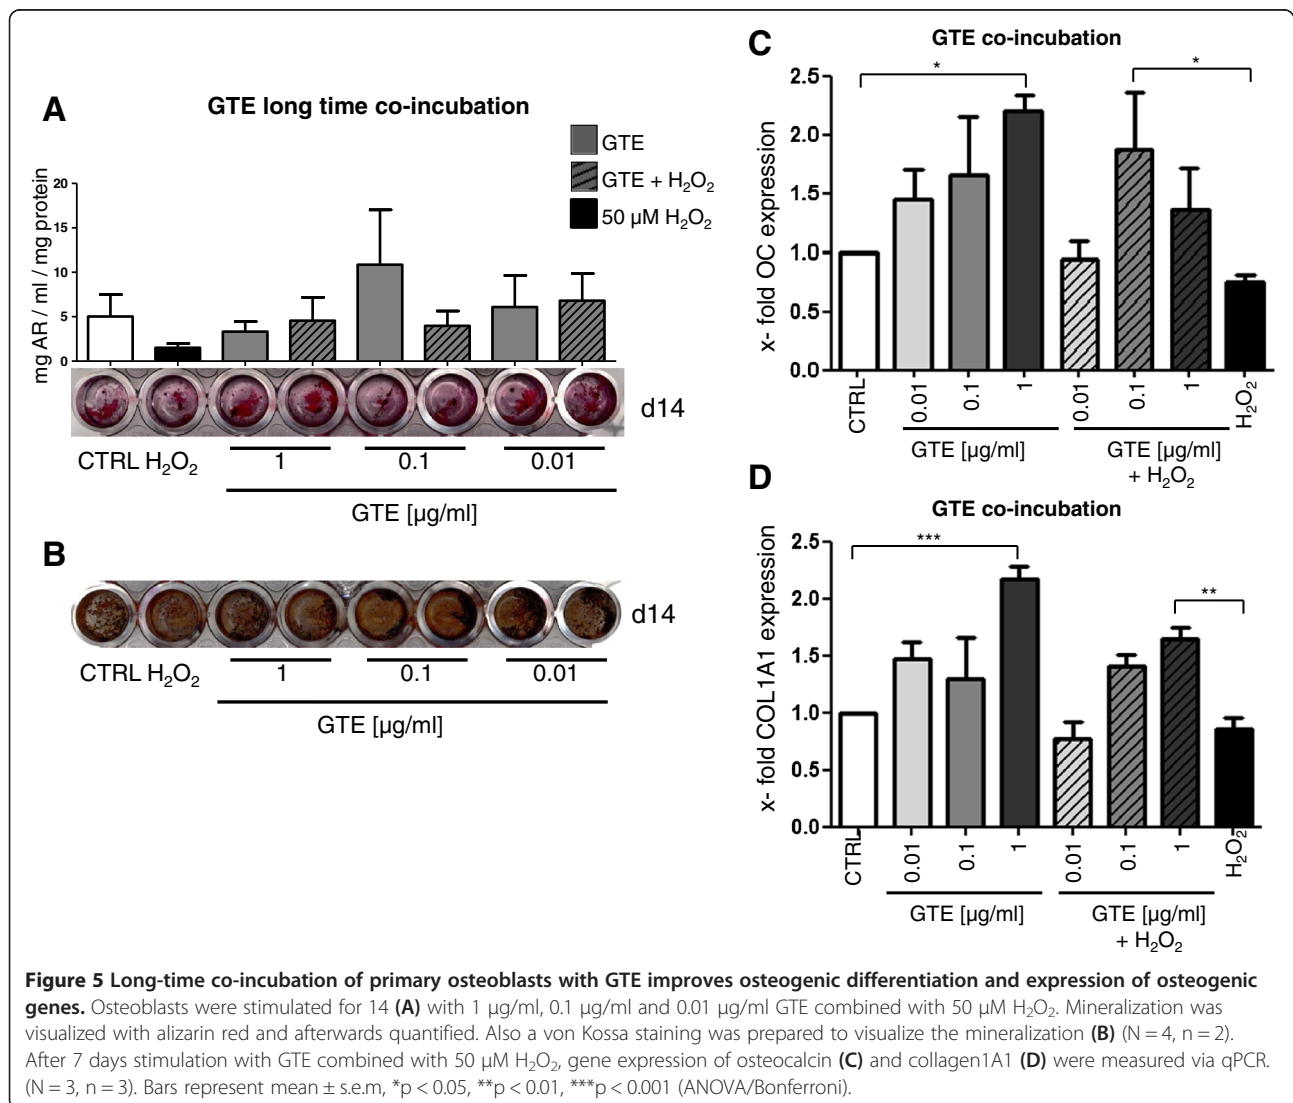 A
GTE long time co-incubation
GTE
GTE + H₂O₂
50 µM H₂O₂
mg AR / ml / mg protein
20
15
10
5
0
d14
CTRL H₂O₂ 1 0.1 0.01
GTE [µg/ml]
B
d14
CTRL H₂O₂ 1 0.1 0.01
GTE [µg/ml]
C
GTE co-incubation
x- fold OC expression
2.5
2.0
1.5
1.0
0.5
0.0
* *
CTRL 0.01 0.1 1 0.01 0.1 1 H₂O₂
GTE [µg/ml] GTE [µg/ml]
+ H₂O₂
D
GTE co-incubation
x- fold COL1A1 expression
2.5
2.0
1.5
1.0
0.5
0.0
*** **
CTRL 0.01 0.1 1 0.01 0.1 1 H₂O₂
GTE [µg/ml] GTE [µg/ml]
+ H₂O₂
Figure 5 Long-time co-incubation of primary osteoblasts with GTE improves osteogenic differentiation and expression of osteogenic
genes. Osteoblasts were stimulated for 14 (A) with 1 µg/ml, 0.1 µg/ml and 0.01 µg/ml GTE combined with 50 µM H₂O₂. Mineralization was
visualized with alizarin red and afterwards quantified. Also a von Kossa staining was prepared to visualize the mineralization (B) (N = 4, n = 2).
After 7 days stimulation with GTE combined with 50 µM H₂O₂, gene expression of osteocalcin (C) and collagen1A1 (D) were measured via qPCR.
(N = 3, n = 3). Bars represent mean ± s.e.m, *p < 0.05, **p < 0.01, ***p < 0.001 (ANOVA/Bonferroni).